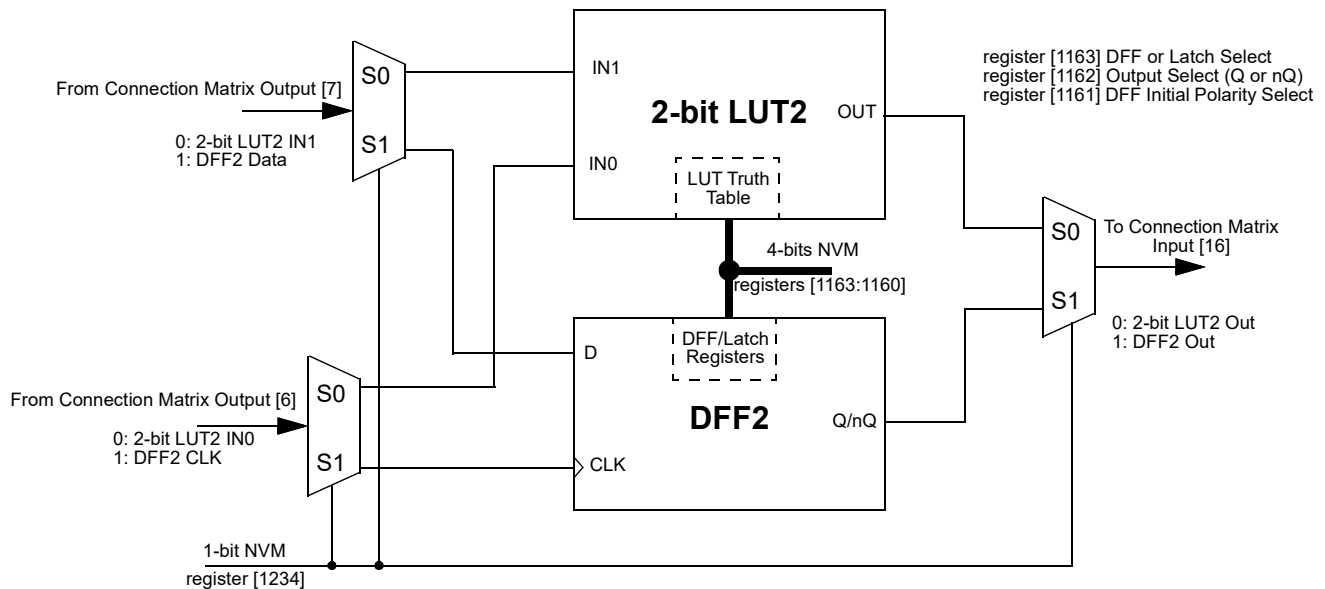 From Connection Matrix Output [7]
0: 2-bit LUT2 IN1
1: DFF2 Data
S0
S1
IN1
2-bit LUT2
OUT
IN0
LUT Truth
Table
register [1163] DFF or Latch Select
register [1162] Output Select (Q or nQ)
register [1161] DFF Initial Polarity Select
4-bits NVM
registers [1163:1160]
S0
S1
To Connection Matrix
Input [16]
0: 2-bit LUT2 Out
1: DFF2 Out
DFF/Latch
Registers
D
DFF2
Q/nQ
CLK
From Connection Matrix Output [6]
0: 2-bit LUT2 IN0
1: DFF2 CLK
S0
S1
1-bit NVM
register [1234]